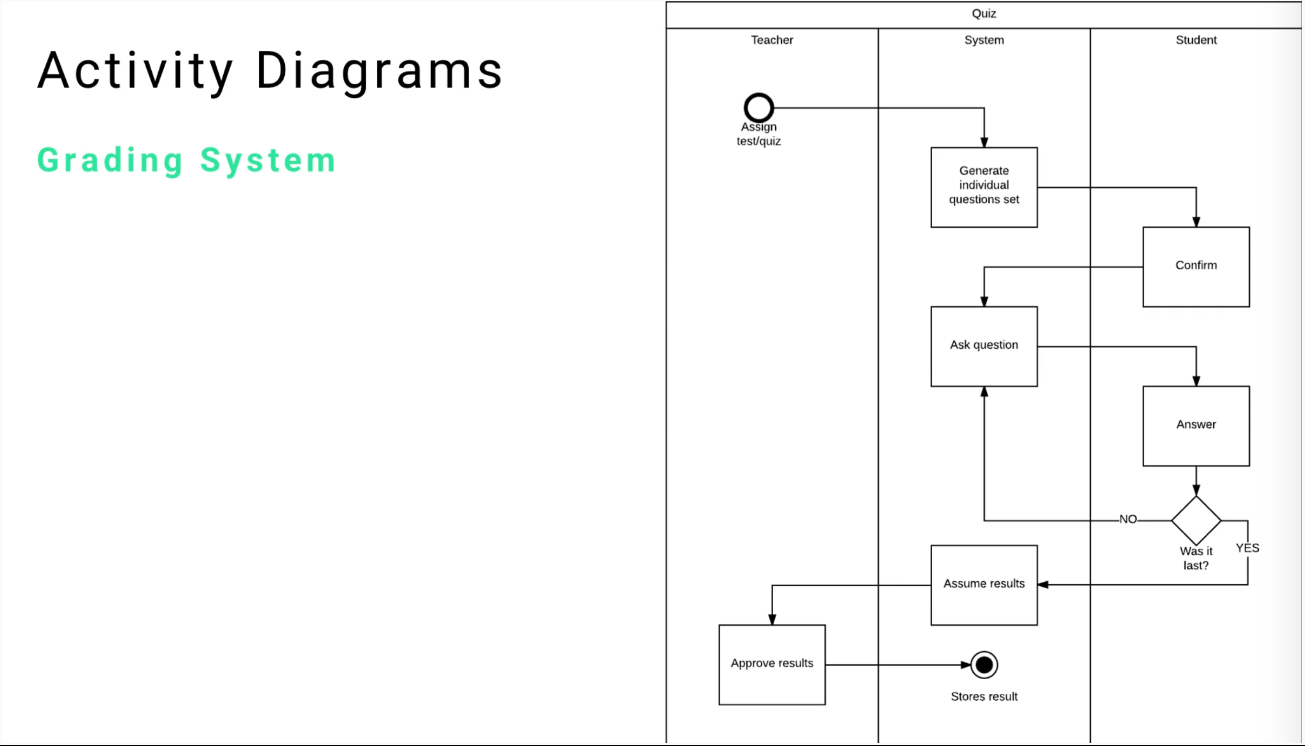 Activity Diagrams
Grading System
Quiz
Teacher
System
Student
Assign
test/quiz
Generate
individual
questions set
Confirm
Ask question
Answer
NO
Was it
last?
YES
Assume results
Approve results
Stores result